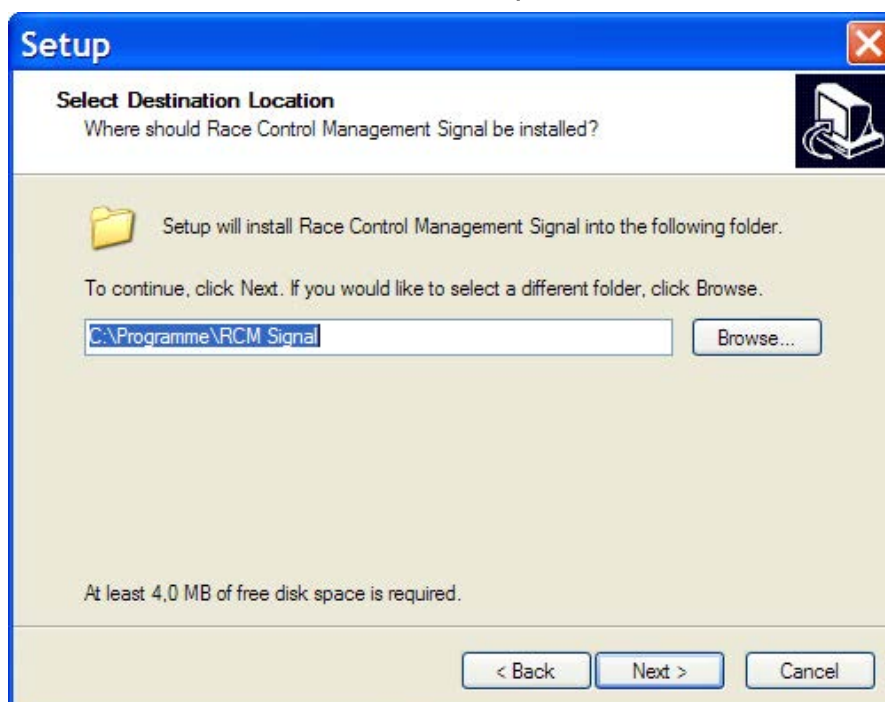 Setup
Select Destination Location
Where should Race Control Management Signal be installed?
Setup will install Race Control Management Signal into the following folder.
To continue, click Next. If you would like to select a different folder, click Browse.
C:\Programme\RCM Signal
Browse...
At least 4,0 MB of free disk space is required.
< Back
Next >
Cancel